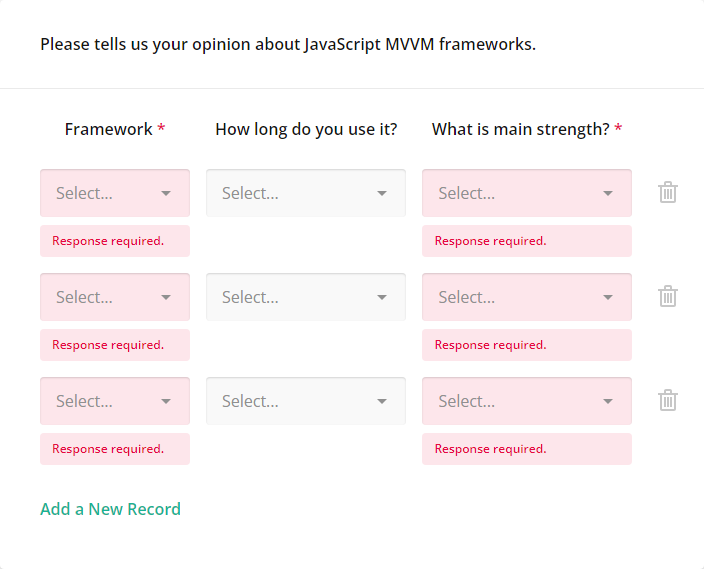 Please tells us your opinion about JavaScript MVVM frameworks.
Framework * How long do you use it? What is main strength? *
Select... Select... Select...
Response required. Response required.
Select... Select... Select...
Response required. Response required.
Select... Select... Select...
Response required. Response required.
Add a New Record